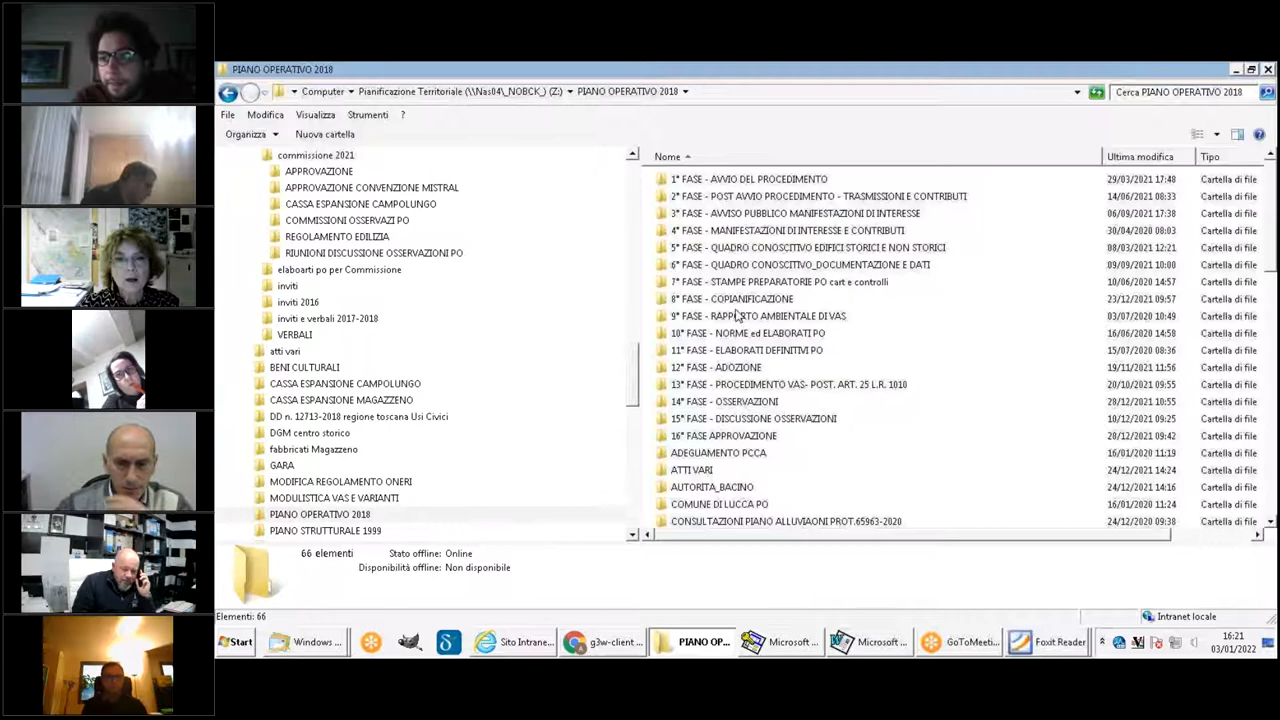 PIANO OPERATIVO 2018
Computer Pianificazione Territoriale (\\Nas04\_NOBCK_) (Z:) PIANO OPERATIVO 2018
Cerca PIANO OPERATIVO 2018
File Modifica Visualizza Strumenti ?
Organizza Nuova cartella
commissione 2021
APPROVAZIONE
APPROVAZIONE CONVENZIONE MISTRAL
CASSA ESPANSIONE CAMPOLUNGO
COMMISSIONI OSSERVAZI PO
REGOLAMENTO EDILIZIA
RIUNIONI DISCUSSIONE OSSERVAZIONI PO
elaboarti po per Commissione
inviti
inviti 2016
inviti e verbali 2017-2018
VERBALI
atti vari
BENI CULTURALI
CASSA ESPANSIONE CAMPOLUNGO
CASSA ESPANSIONE MAGAZZENO
DD n. 12713-2018 regione toscana Usi Civici
DGM centro storico
fabbricati Magazzeno
GARA
MODIFICA REGOLAMENTO ONERI
MODULISTICA VAS E VARIANTI
PIANO OPERATIVO 2018
PIANO STRUTTURALE 1999
Nome Ultima modifica Tipo
1° FASE - AVVIO DEL PROCEDIMENTO 29/03/2021 17:48 Cartella di file
2° FASE - POST AVVIO PROCEDIMENTO - TRASMISSIONI E CONTRIBUTI 14/06/2021 08:33 Cartella di file
3° FASE - AVVISO PUBBLICO MANIFESTAZIONI DI INTERESSE 06/09/2021 17:38 Cartella di file
4° FASE - MANIFESTAZIONI DI INTERESSE E CONTRIBUTI 30/04/2020 08:03 Cartella di file
5° FASE - QUADRO CONOSCITIVO EDIFICI STORICI E NON STORICI 08/03/2021 12:21 Cartella di file
6° FASE - QUADRO CONOSCITIVO_DOCUMENTAZIONE E DATI 09/09/2021 10:00 Cartella di file
7° FASE - STAMPE PREPARATORIE PO cart e controlli 10/06/2020 14:57 Cartella di file
8° FASE - COPIANIFICAZIONE 23/12/2021 09:57 Cartella di file
9° FASE - RAPPORTO AMBIENTALE DI VAS 03/07/2020 10:49 Cartella di file
10° FASE - NORME ed ELABORATI PO 16/06/2020 14:58 Cartella di file
11° FASE - ELABORATI DEFINITIVI PO 15/07/2020 08:36 Cartella di file
12° FASE - ADOZIONE 19/11/2021 11:56 Cartella di file
13° FASE - PROCEDIMENTO VAS- POST. ART. 25 L.R. 1010 20/10/2021 09:55 Cartella di file
14° FASE - OSSERVAZIONI 28/12/2021 10:55 Cartella di file
15° FASE - DISCUSSIONE OSSERVAZIONI 10/12/2021 09:25 Cartella di file
16° FASE APPROVAZIONE 28/12/2021 09:42 Cartella di file
ADEGUAMENTO PCCA 16/01/2020 11:19 Cartella di file
ATTI VARI 24/12/2021 14:24 Cartella di file
AUTORITA_BACINO 24/12/2021 14:16 Cartella di file
COMUNE DI LUCCA PO 16/01/2020 11:24 Cartella di file
CONSULTAZIONI PIANO ALLUVIAONI PROT.65963-2020 24/12/2020 09:38 Cartella di file
66 elementi Stato offline: Online
Disponibilità offline: Non disponibile
Elementi: 66 Intranet locale
Start Windows ... Sito Intrane... g3w-client ... PIANO OP... Microsoft ... Microsoft ... GoToMeeti... Foxit Reader 16:21
03/01/2022